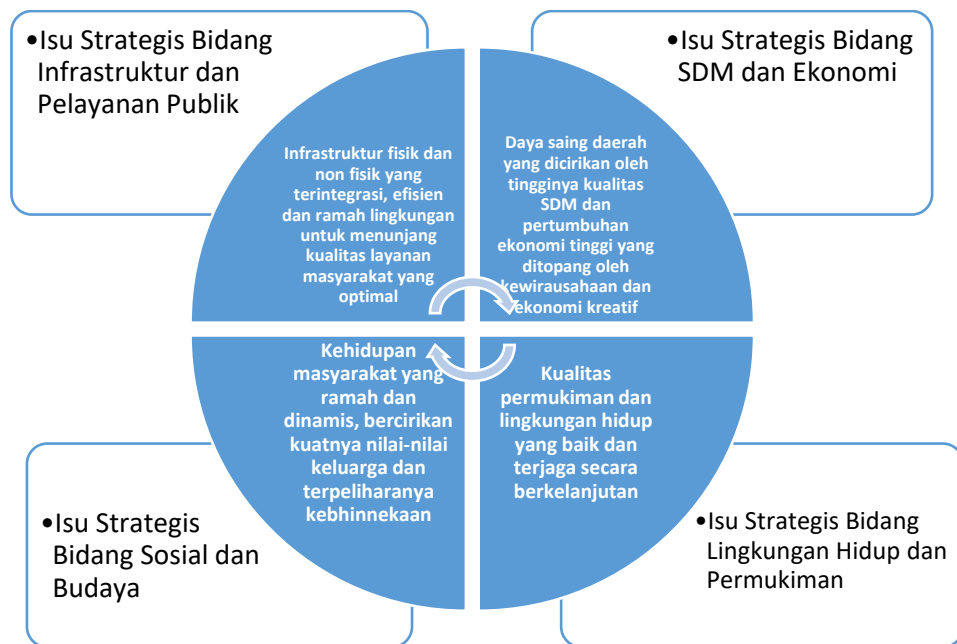 •Isu Strategis Bidang
Infrastruktur dan
Pelayanan Publik
•Isu Strategis Bidang
SDM dan Ekonomi
Infrastruktur fisik dan
non fisik yang
terintegrasi, efisien
dan ramah lingkungan
untuk menunjang
kualitas layanan
masyarakat yang
optimal
Daya saing daerah
yang dicirikan oleh
tingginya kualitas
SDM dan
pertumbuhan
ekonomi tinggi yang
ditopang oleh
kewirausahaan dan
ekonomi kreatif
Kehidupan
masyarakat yang
ramah dan
dinamis, bercirikan
kuatnya nilai-nilai
keluarga dan
terpeliharanya
kebhinnekaan
Kualitas
permukiman dan
lingkungan hidup
yang baik dan
terjaga secara
berkelanjutan
•Isu Strategis
Bidang Sosial dan
Budaya
•Isu Strategis Bidang
Lingkungan Hidup dan
Permukiman